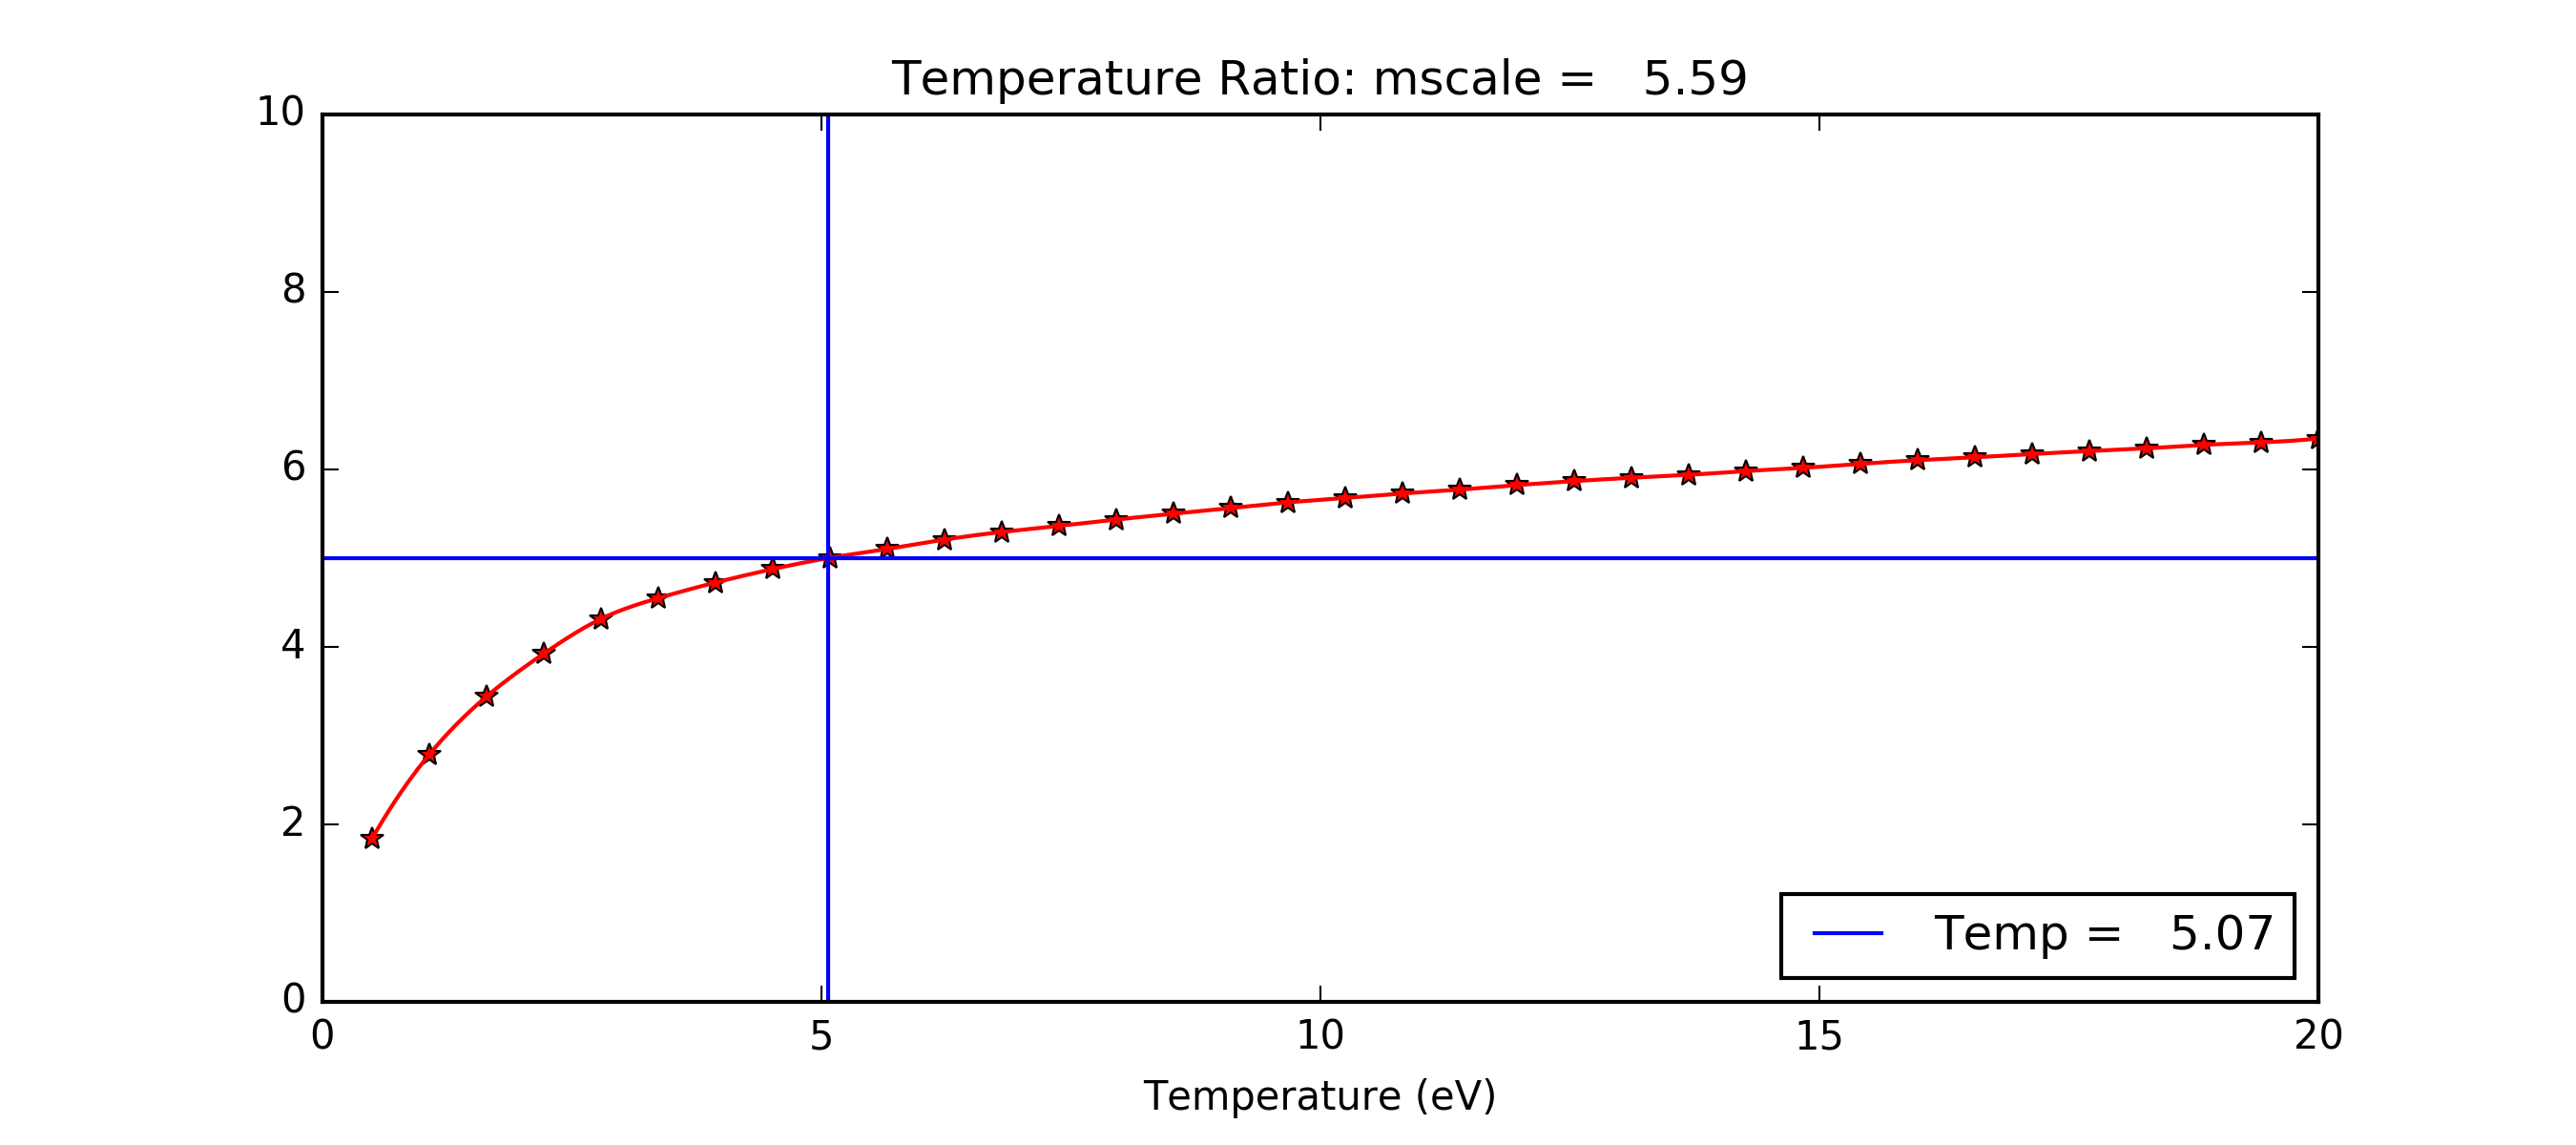 Temperature Ratio: mscale = 5.59
10
8
6
4
2
0
0 5 10 15 20
Temperature (eV)
Temp = 5.07